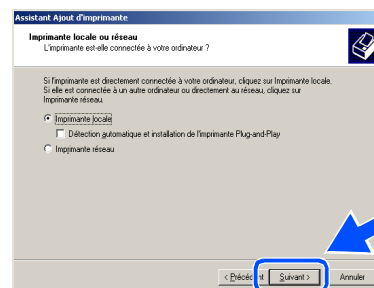 Assistant Ajout d'imprimante
Imprimante locale ou réseau
L'imprimante est-elle connectée à votre ordinateur ?
Si l'imprimante est directement connectée à votre ordinateur, cliquez sur Imprimante locale.
Si elle est connectée à un autre ordinateur ou directement au réseau, cliquez sur
Imprimante réseau.
Imprimante locale
Détection automatique et installation de l'imprimante Plug-and-Play
Imprimante réseau
< Précédent
Suivant >
Annuler